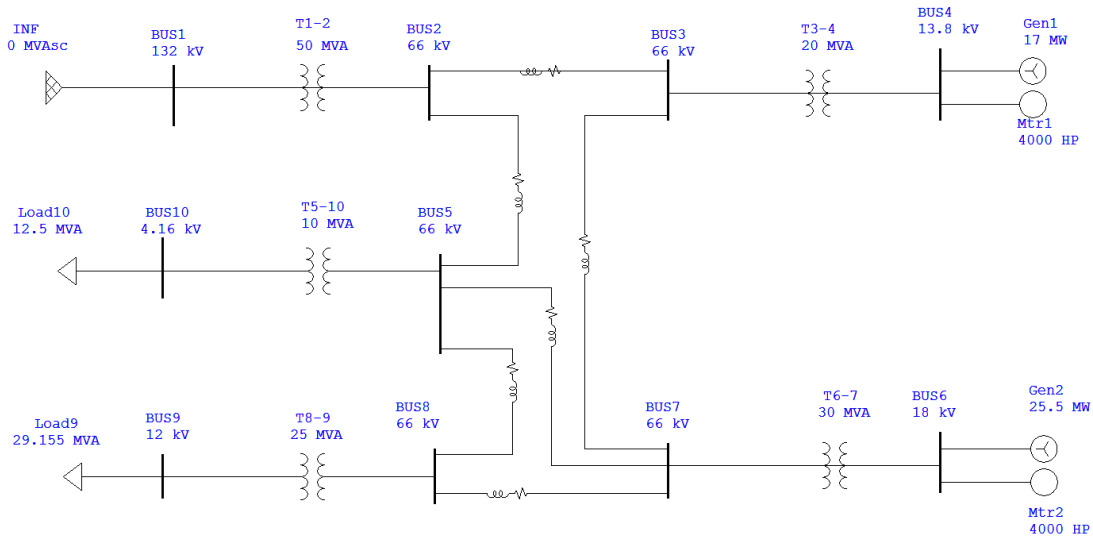 INF
0 MVAsc
BUS1
132 kV
T1-2
50 MVA
BUS2
66 kV
BUS3
66 kV
T3-4
20 MVA
BUS4
13.8 kV
Gen1
17 MW
Mtr1
4000 HP
Load10
12.5 MVA
BUS10
4.16 kV
T5-10
10 MVA
BUS5
66 kV
Load9
29.155 MVA
BUS9
12 kV
T8-9
25 MVA
BUS8
66 kV
BUS7
66 kV
T6-7
30 MVA
BUS6
18 kV
Gen2
25.5 MW
Mtr2
4000 HP